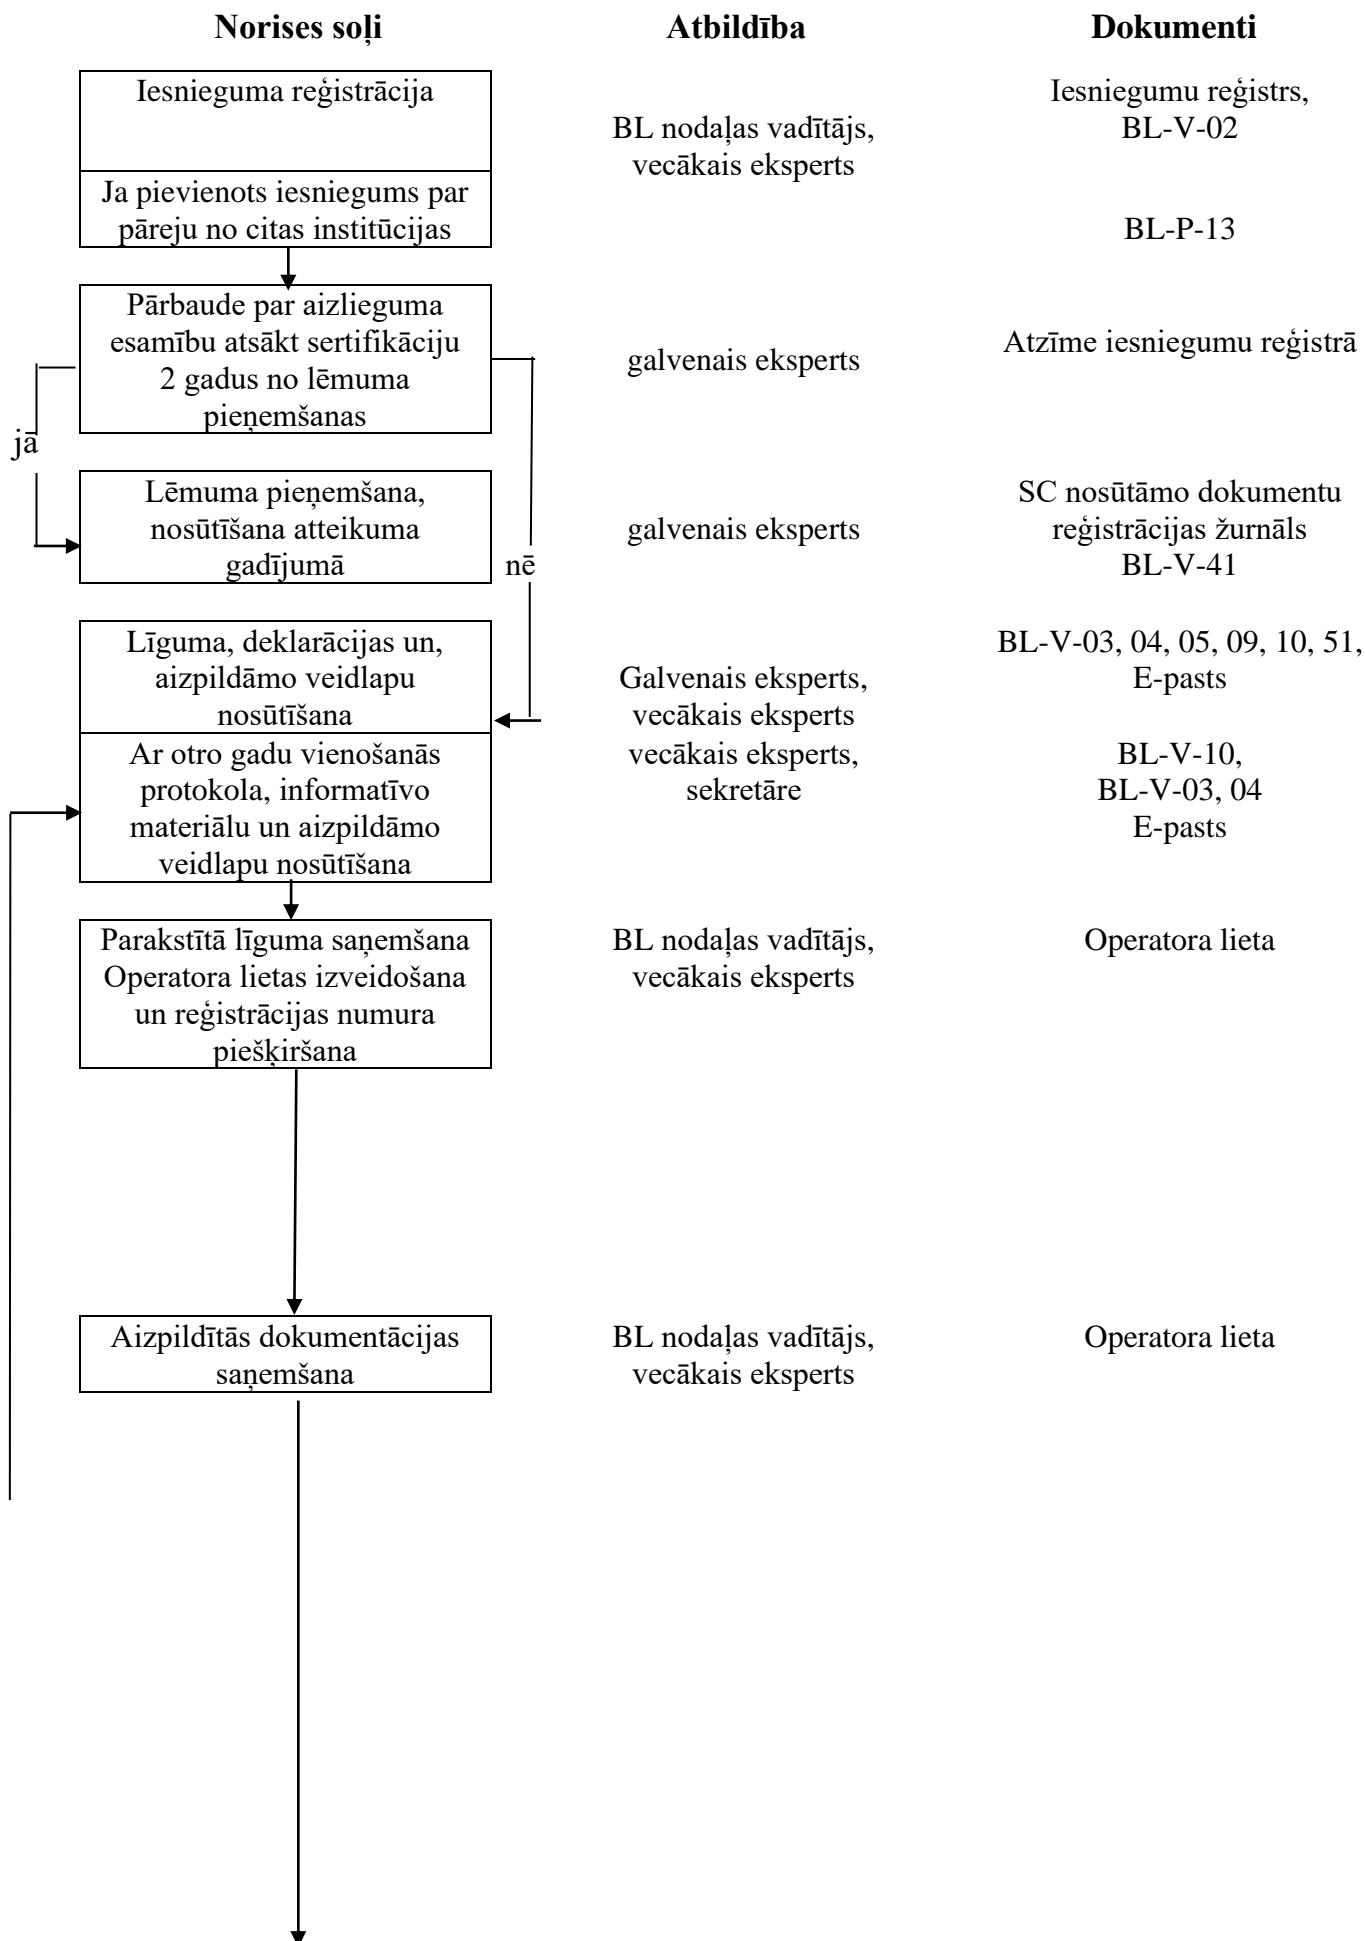 Norises soļi
Atbildība
Dokumenti
Iesnieguma reģistrācija
BL nodaļas vadītājs,
vecākais eksperts
Iesniegumu reģistrs,
BL-V-02
Ja pievienots iesniegums par
pāreju no citas institūcijas
BL-P-13
Pārbaude par aizlieguma
esamību atsākt sertifikāciju
2 gadus no lēmuma
pieņemšanas
galvenais eksperts
Atzīme iesniegumu reģistrā
jā
Lēmuma pieņemšana,
nosūtīšana atteikuma
gadījumā
galvenais eksperts
SC nosūtāmo dokumentu
reģistrācijas žurnāls
BL-V-41
nē
Līguma, deklarācijas un,
aizpildāmo veidlapu
nosūtīšana
Galvenais eksperts,
vecākais eksperts
BL-V-03, 04, 05, 09, 10, 51,
E-pasts
Ar otro gadu vienošanās
protokola, informatīvo
materiālu un aizpildāmo
veidlapu nosūtīšana
vecākais eksperts,
sekretāre
BL-V-10,
BL-V-03, 04
E-pasts
Parakstītā līguma saņemšana
Operatora lietas izveidošana
un reģistrācijas numura
piešķiršana
BL nodaļas vadītājs,
vecākais eksperts
Operatora lieta
Aizpildītās dokumentācijas
saņemšana
BL nodaļas vadītājs,
vecākais eksperts
Operatora lieta